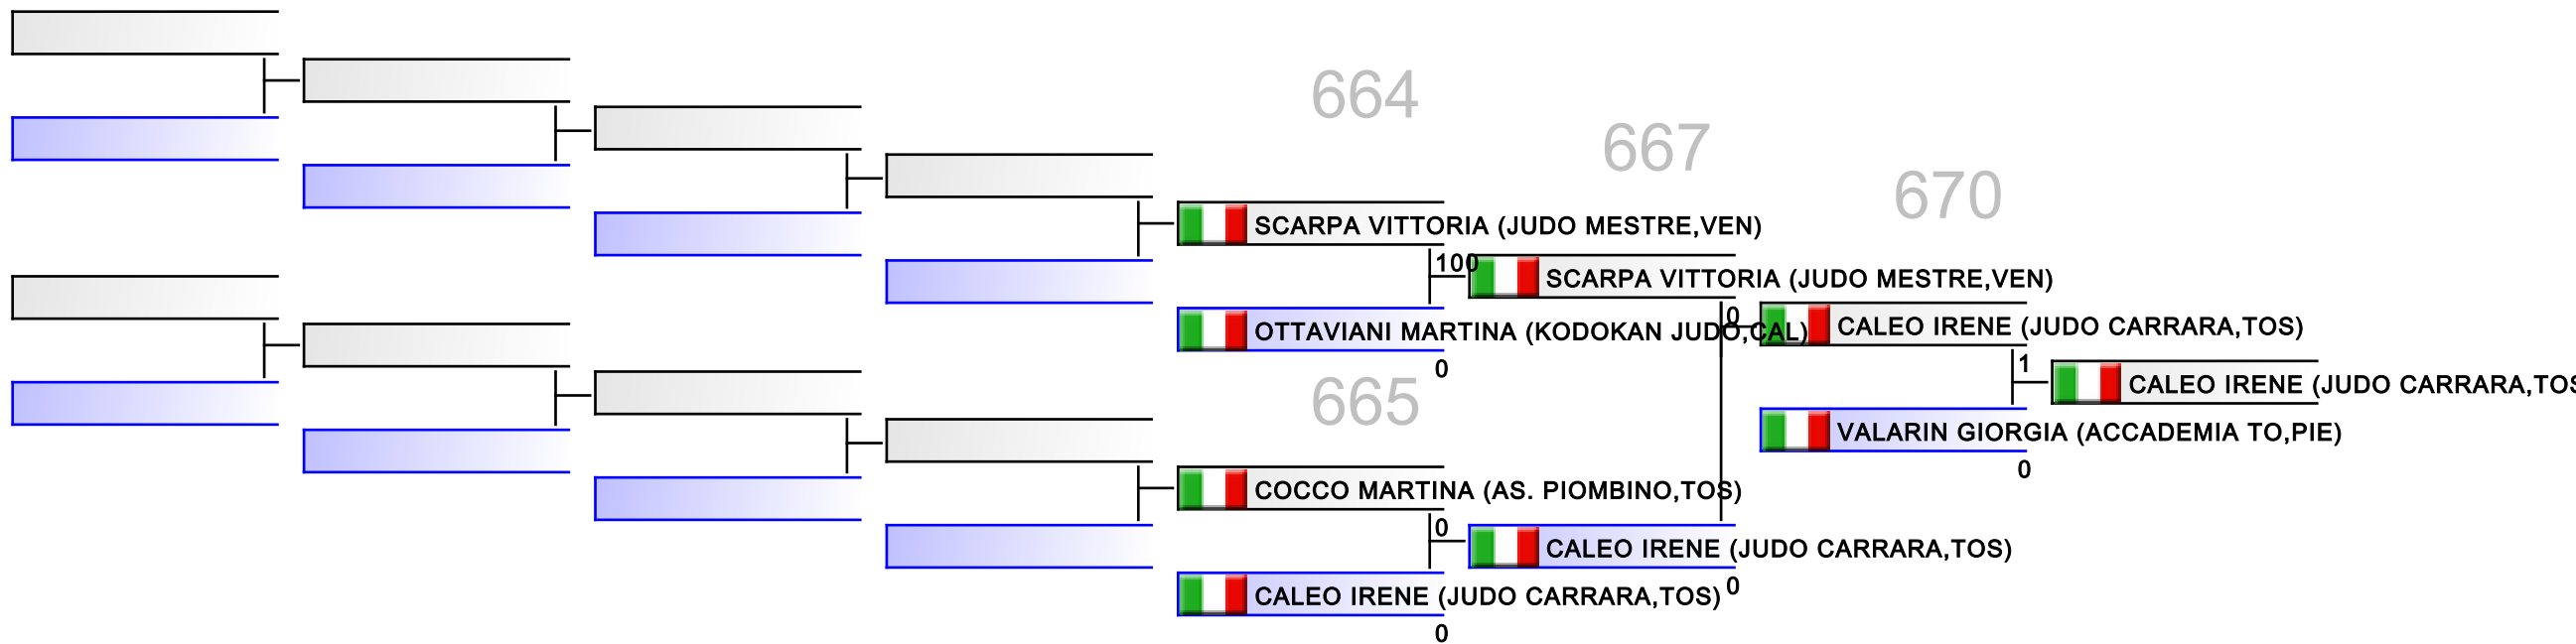 664
667
670
SCARPA VITTORIA (JUDO MESTRE,VEN)
100
SCARPA VITTORIA (JUDO MESTRE,VEN)
OTTAVIANI MARTINA (KODOKAN JUDO,CAL)
0
0
CALEO IRENE (JUDO CARRARA,TOS)
1
CALEO IRENE (JUDO CARRARA,TOS
VALARIN GIORGIA (ACCADEMIA TO,PIE)
0
665
COCCO MARTINA (AS. PIOMBINO,TOS)
0
CALEO IRENE (JUDO CARRARA,TOS)
0
CALEO IRENE (JUDO CARRARA,TOS)
0